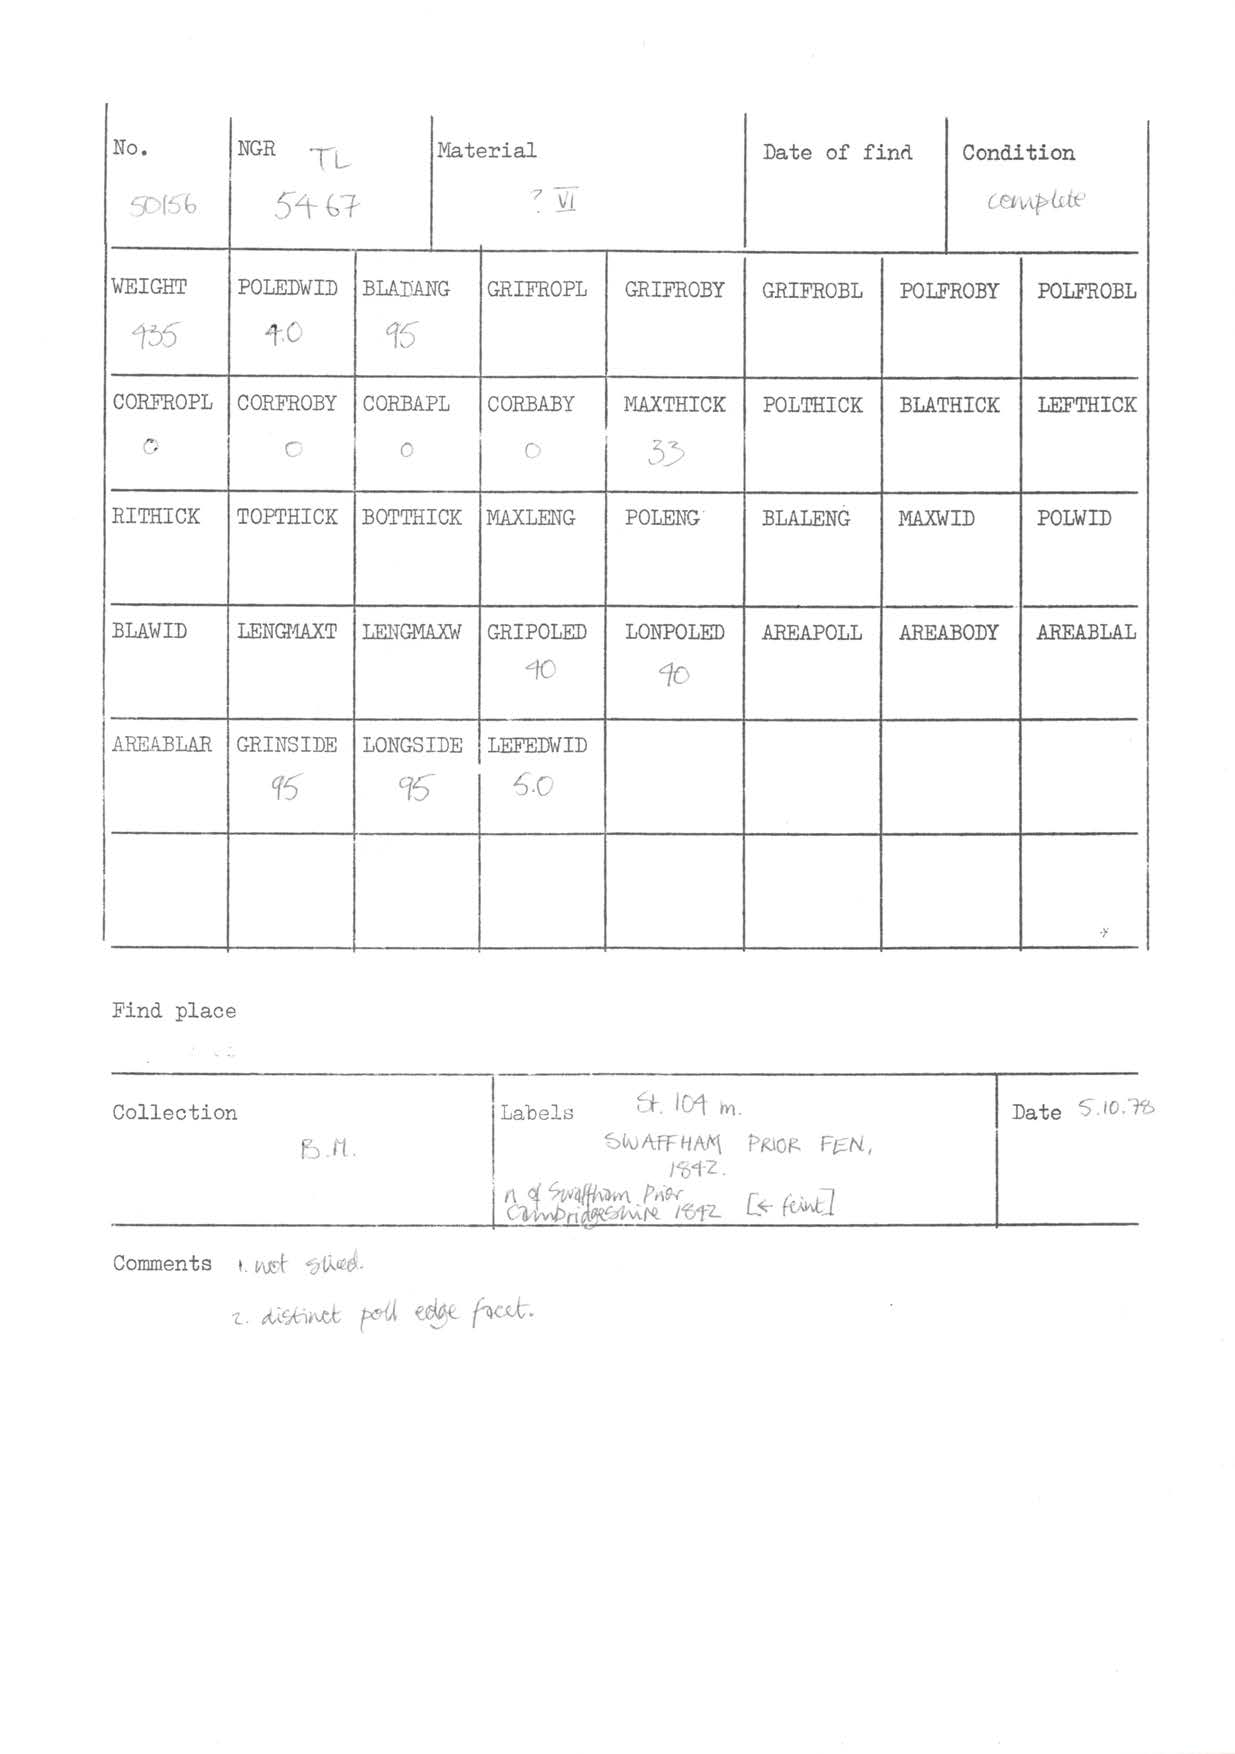 No. NGR TL Material Date of find Condition
50156 5467 ? VI complete
WEIGHT POLEDWID BLADANG GRIFROPL GRIFROBY GRIFROBL POLFROBY POLFROBL
435 4.0 95
CORFROPL CORFROBY CORBAPL CORBABY MAXTHICK POLTHICK BLATHICK LEFTHICK
0 0 0 0 33
RITHICK TOPTHICK BOTTHICK MAXLENG POLENG BLALENG MAXWID POLWID
BLAWID LENGMAXT LENGMAXW GRIPOLED LONPOLED AREAPOLL AREABODY AREABLAL
90 90
AREABLAR GRINSIDE LONGSIDE LEFEDWID
95 95 5.0
Find place
Collection Labels St. 104 m. Date 5.10.78
B.M. SWAFFHAM PRIOR FEN,
1842.
n of Swaffham Prior
Cambridgeshire 1842 [← feint]
Comments 1. not sliced.
2. distinct poll edge facet.